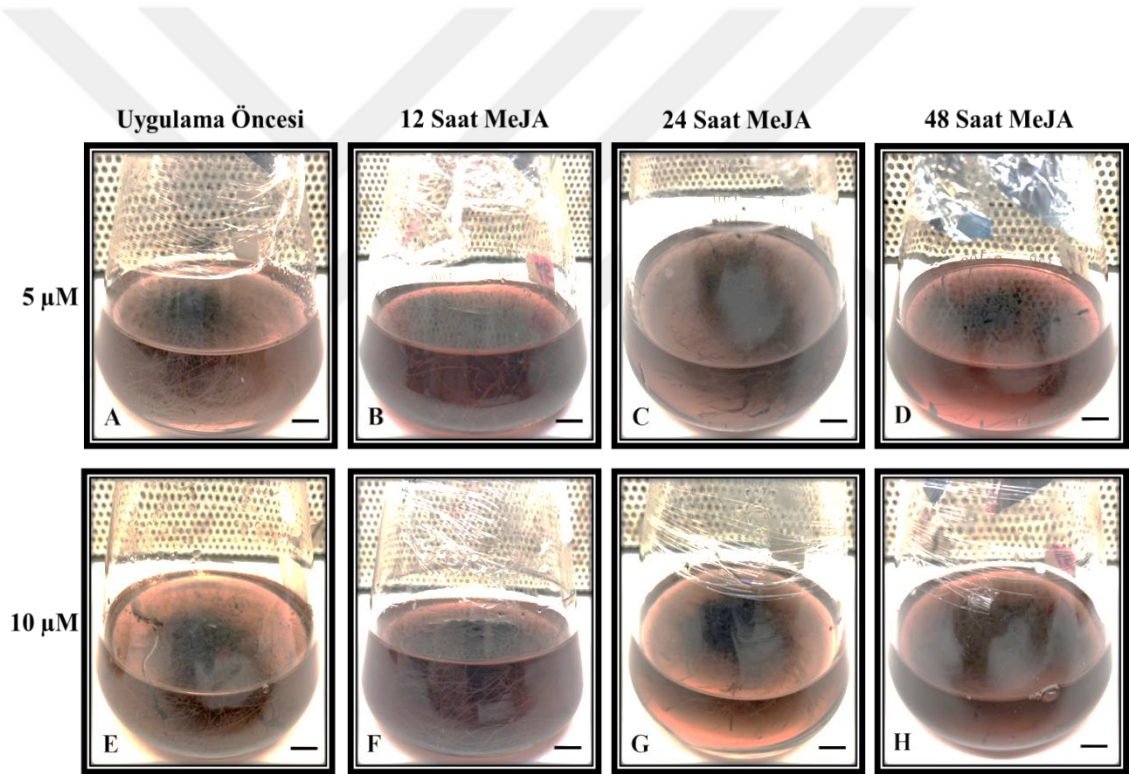 Uygulama Öncesi 12 Saat MeJA 24 Saat MeJA 48 Saat MeJA
5 µM
A B C D
10 µM
E F G H